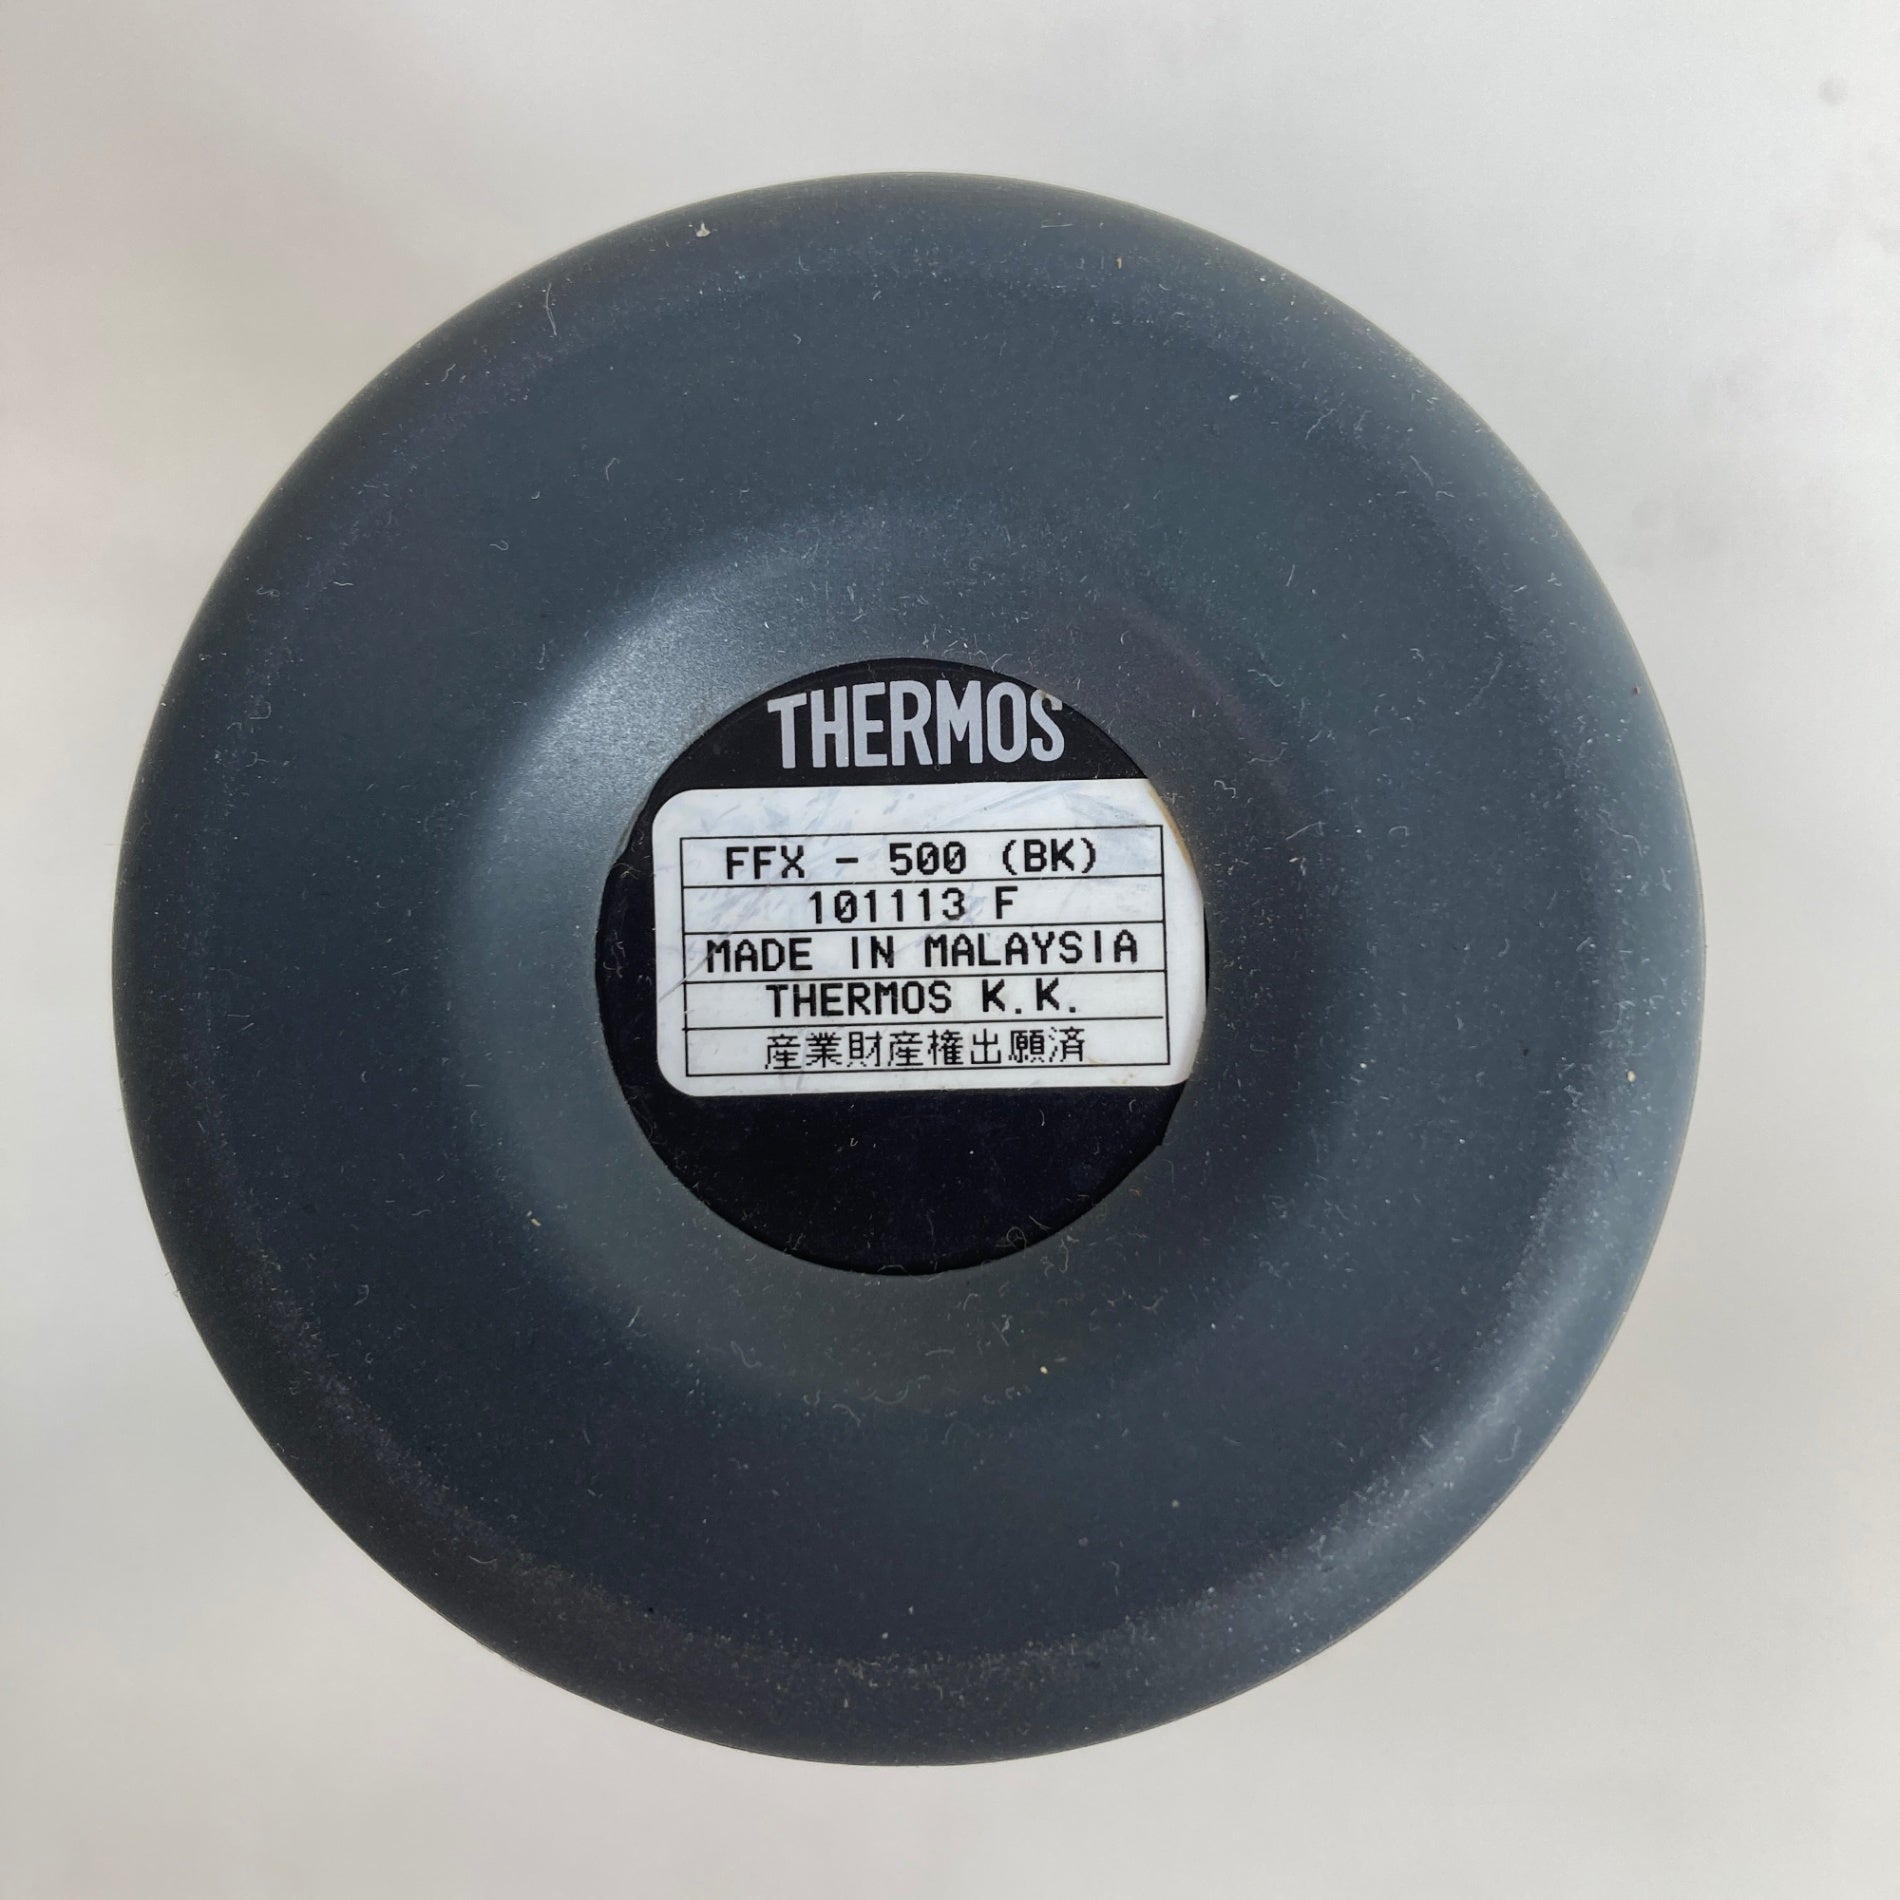 THERMOS
FFX - 500 (BK)
101113 F
MADE IN MALAYSIA
THERMOS K.K.
産業財産権出願済